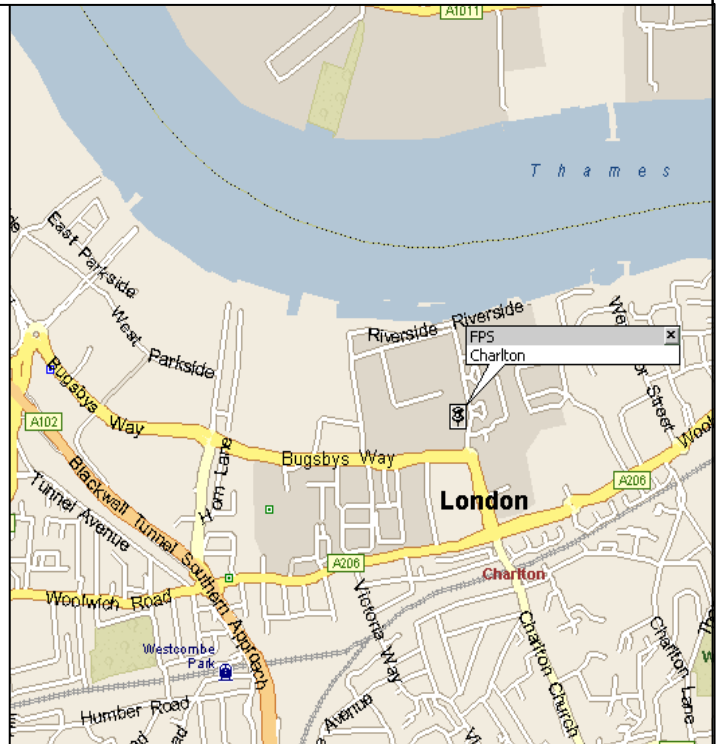 A1011
Thames
East Parkside
West Parkside
Riverside
Riverside
FPS
Charlton
Bugsbys Way
A102
Bugsbys Way
Horn Lane
A206
London
Blackwall Tunnel Southern Approach
Tunnel Avenue
A206
Charlton
Woolwich Road
Victoria Way
Charlton Church
Charlton Lane
Westcombe
Park
Humber Road
Avenue